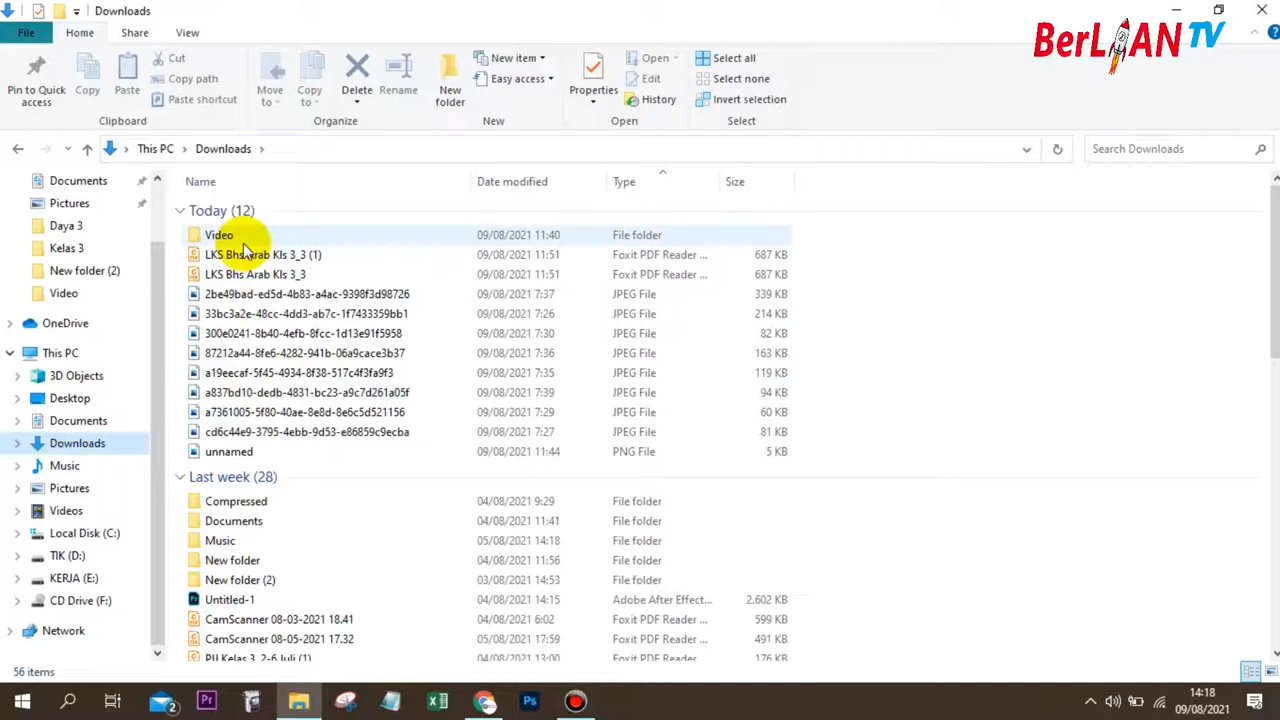 Downloads
BerLIAN TV
File Home Share View
Pin to Quick access
Copy
Paste
Cut
Copy path
Paste shortcut
Clipboard
Move to
Copy to
Delete
Rename
Organize
New folder
New item
Easy access
New
Properties
Open
Edit
History
Open
Select all
Select none
Invert selection
Select
This PC > Downloads >
Search Downloads
Name Date modified Type Size
Documents
Pictures
Daya 3
Kelas 3
New folder (2)
Video
OneDrive
This PC
3D Objects
Desktop
Documents
Downloads
Music
Pictures
Videos
Local Disk (C:)
TIK (D:)
KERJA (E:)
CD Drive (F:)
Network
Today (12)
Video 09/08/2021 11:40 File folder
LKS Bhs Arab Kls 3_3 (1) 09/08/2021 11:51 Foxit PDF Reader ... 687 KB
LKS Bhs Arab Kls 3_3 09/08/2021 11:51 Foxit PDF Reader ... 687 KB
2be49bad-ed5d-4b83-a4ac-9398f3d98726 09/08/2021 7:37 JPEG File 339 KB
33bc3a2e-48cc-4dd3-ab7c-1f7433359bb1 09/08/2021 7:26 JPEG File 214 KB
300e0241-8b40-4efb-8fcc-1d13e91f5958 09/08/2021 7:30 JPEG File 82 KB
87212a44-8fe6-4282-941b-06a9cace3b37 09/08/2021 7:36 JPEG File 163 KB
a19eecaf-5f45-4934-8f38-517c4f3fa9f3 09/08/2021 7:35 JPEG File 119 KB
a837bd10-dedb-4831-bc23-a9c7d261a05f 09/08/2021 7:39 JPEG File 94 KB
a7361005-5f80-40ae-8e8d-8e6c5d521156 09/08/2021 7:29 JPEG File 60 KB
cd6c44e9-3795-4ebb-9d53-e86859c9ecba 09/08/2021 7:27 JPEG File 81 KB
unnamed 09/08/2021 11:44 PNG File 5 KB
Last week (28)
Compressed 04/08/2021 9:29 File folder
Documents 04/08/2021 11:41 File folder
Music 05/08/2021 14:18 File folder
New folder 04/08/2021 11:56 File folder
New folder (2) 03/08/2021 14:53 File folder
Untitled-1 04/08/2021 14:15 Adobe After Effect... 2.602 KB
CamScanner 08-03-2021 18.41 04/08/2021 6:02 Foxit PDF Reader ... 599 KB
CamScanner 08-05-2021 17.32 05/08/2021 17:59 Foxit PDF Reader ... 491 KB
PJJ Kelas 3, 2-6 Juli (1) 04/08/2021 13:00 Foxit PDF Reader ... 176 KB
56 items
2
Pr
Ps
14:18
09/08/2021